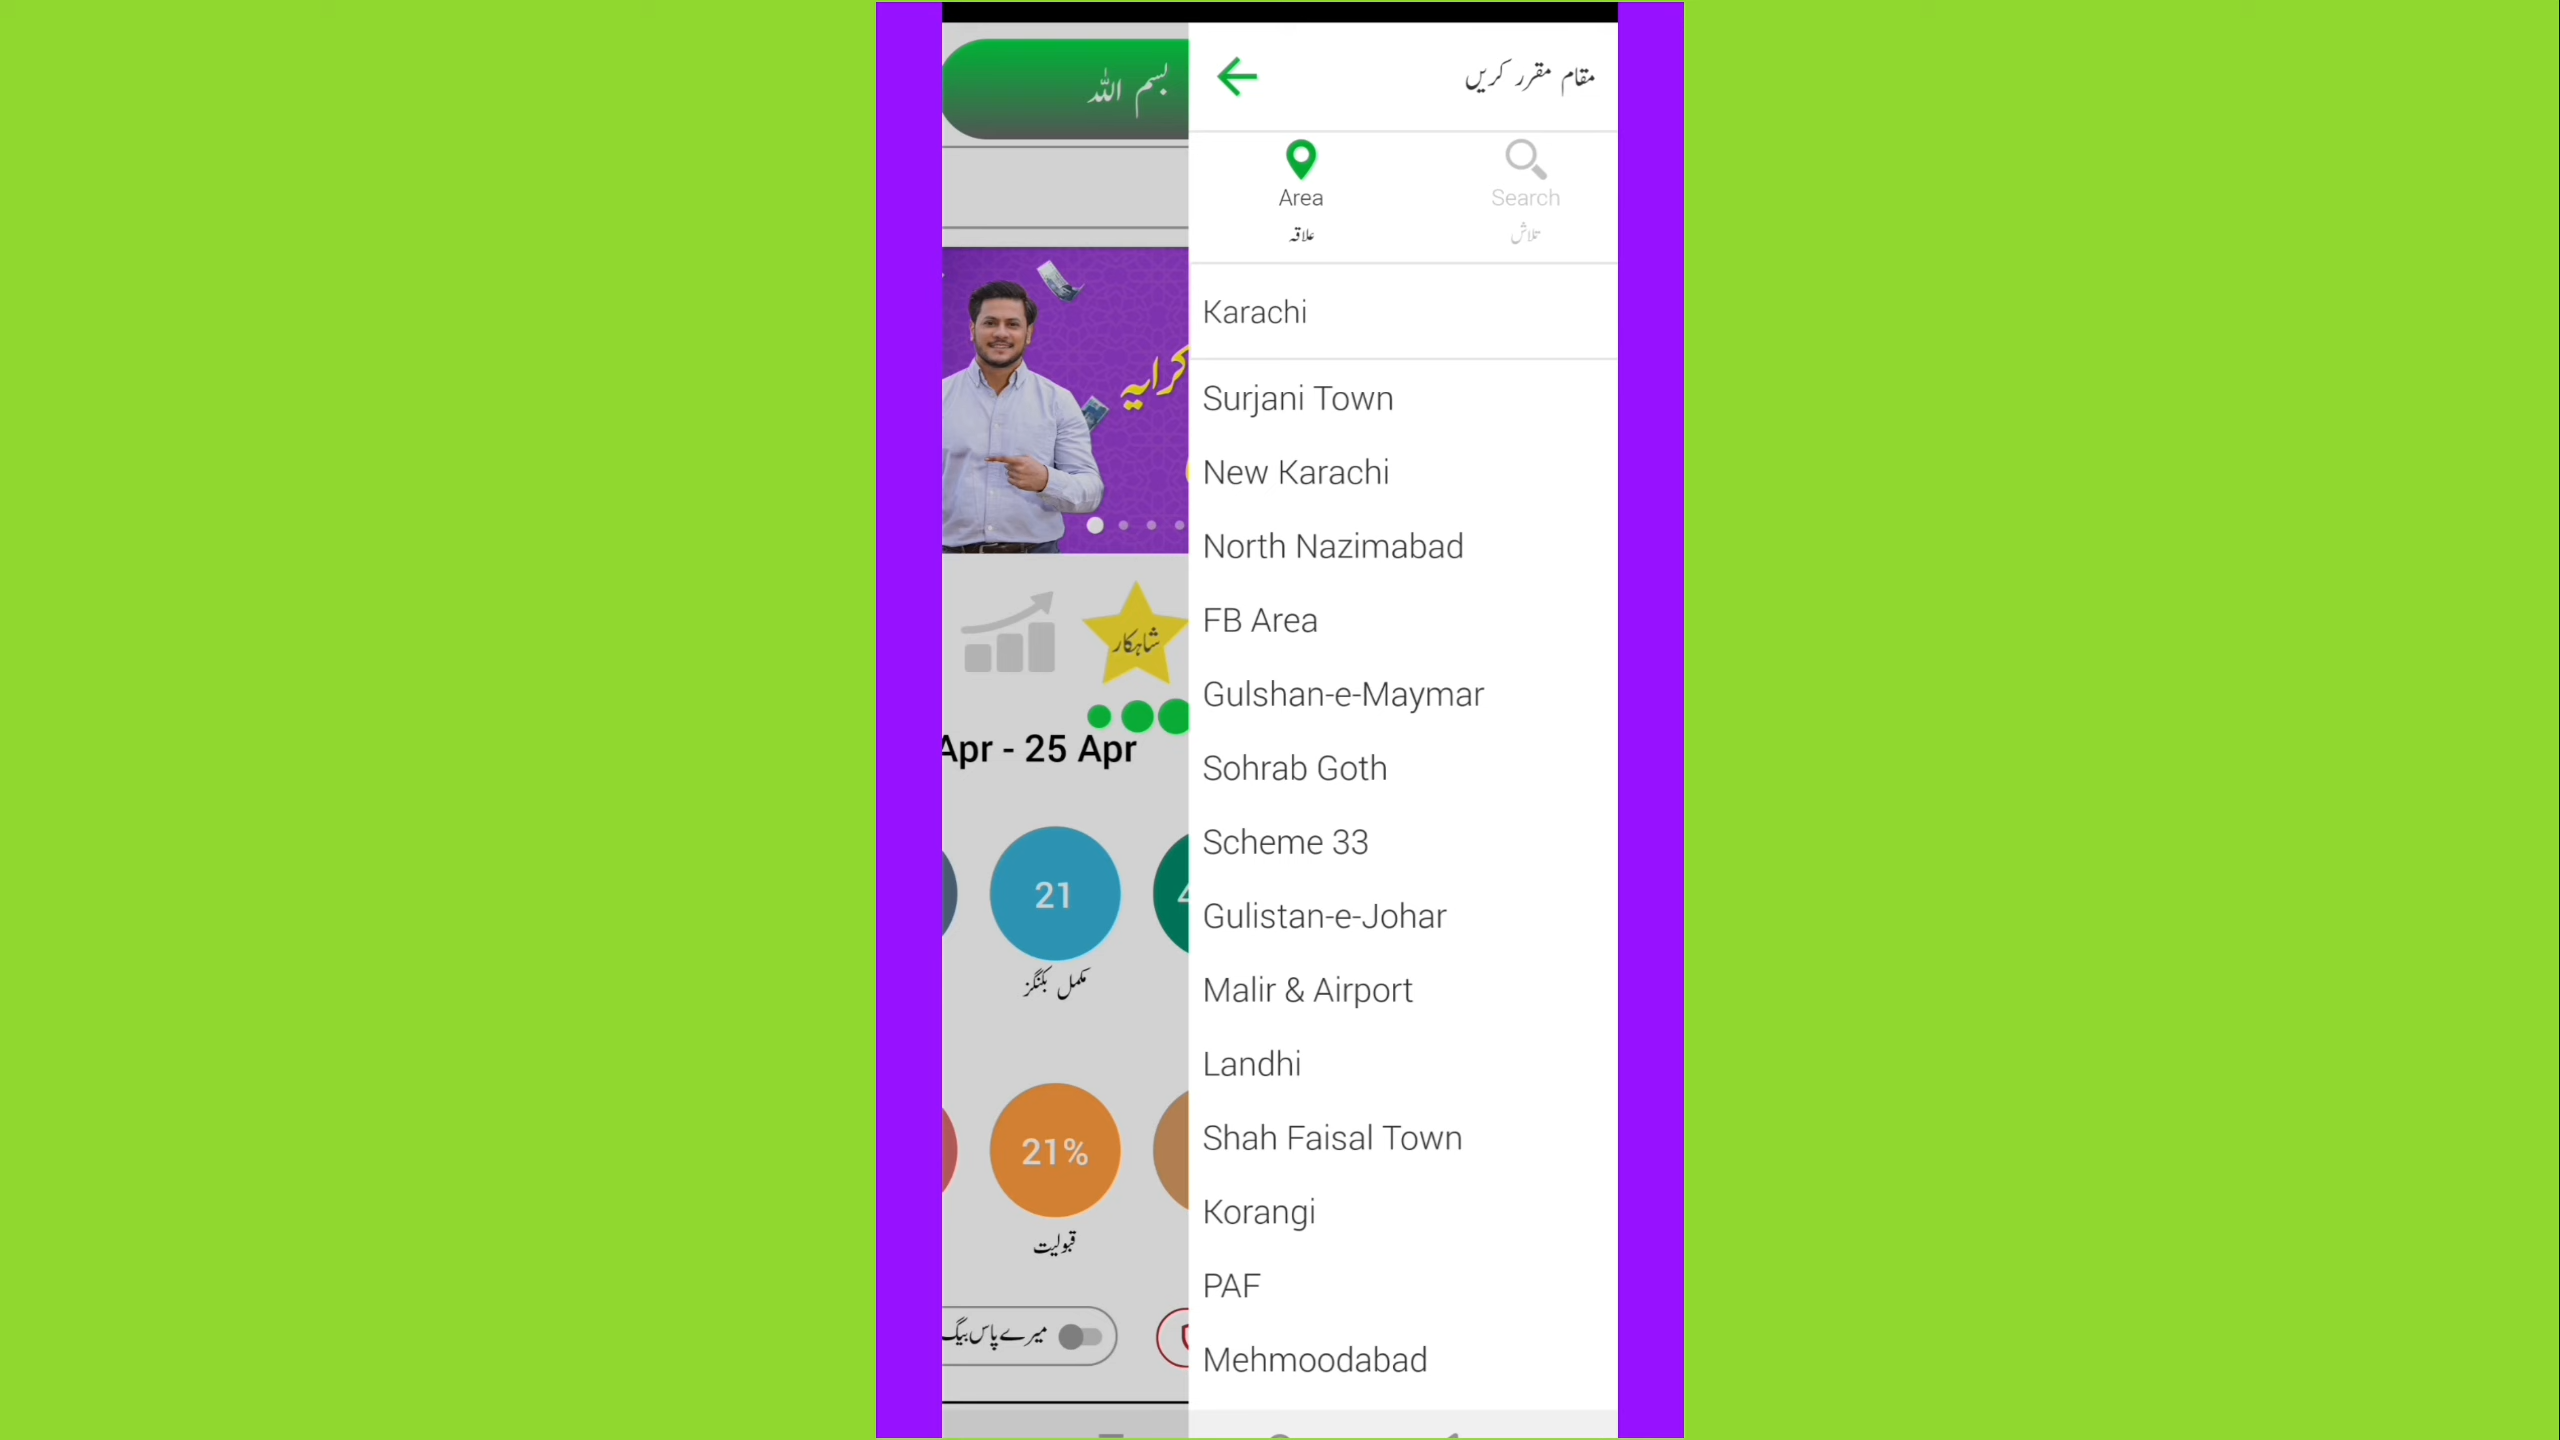 بسم اللہ
مقام مقرر کریں
Area
علاقہ
Search
تلاش
Karachi
کرایہ
Surjani Town
New Karachi
North Nazimabad
FB Area
Gulshan-e-Maymar
Sohrab Goth
Scheme 33
Gulistan-e-Johar
Malir & Airport
Landhi
Shah Faisal Town
Korangi
PAF
Mehmoodabad
شاہکار
Apr - 25 Apr
21
4
مکمل بکنگز
21%
قبولیت
میرے پاس بیگ